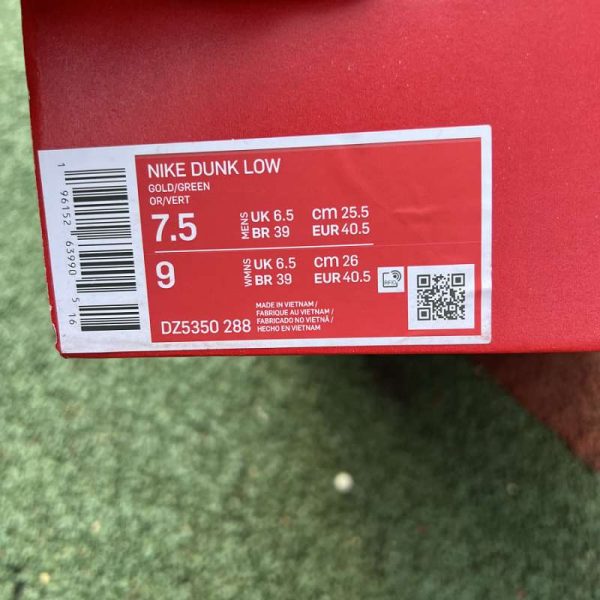 NIKE DUNK LOW
GOLD/GREEN
OR/VERT
7.5 MENS UK 6.5 cm 25.5
BR 39 EUR 40.5
9 WMNS UK 6.5 cm 26
BR 39 EUR 40.5
RFID
DZ5350 288
MADE IN VIETNAM /
FABRIQUE AU VIETNAM /
FABRICADO NO VIETNÃ /
HECHO EN VIETNAM
1 96152 63990 5 16